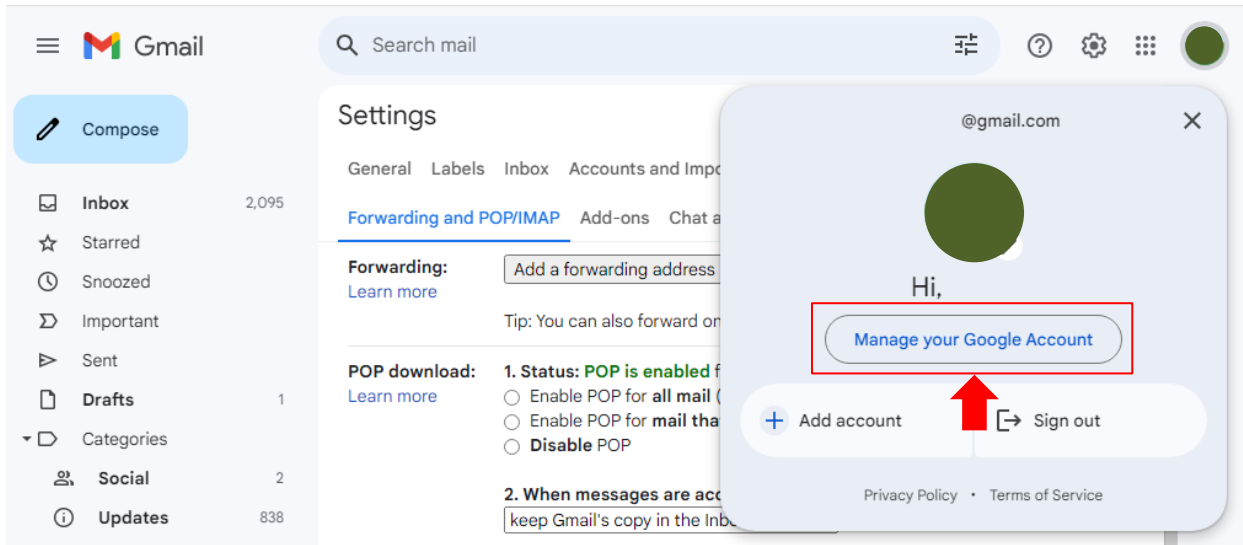 Gmail
Search mail
Compose
Inbox 2,095
Starred
Snoozed
Important
Sent
Drafts 1
Categories
Social 2
Updates 838
Settings
General Labels Inbox Accounts and Impo
Forwarding and POP/IMAP Add-ons Chat a
Forwarding: Add a forwarding address
Learn more
Tip: You can also forward on
POP download: 1. Status: POP is enabled f
Learn more Enable POP for all mail (
Enable POP for mail tha
Disable POP
2. When messages are acc
keep Gmail's copy in the Inb
@gmail.com
Hi,
Manage your Google Account
Add account Sign out
Privacy Policy • Terms of Service